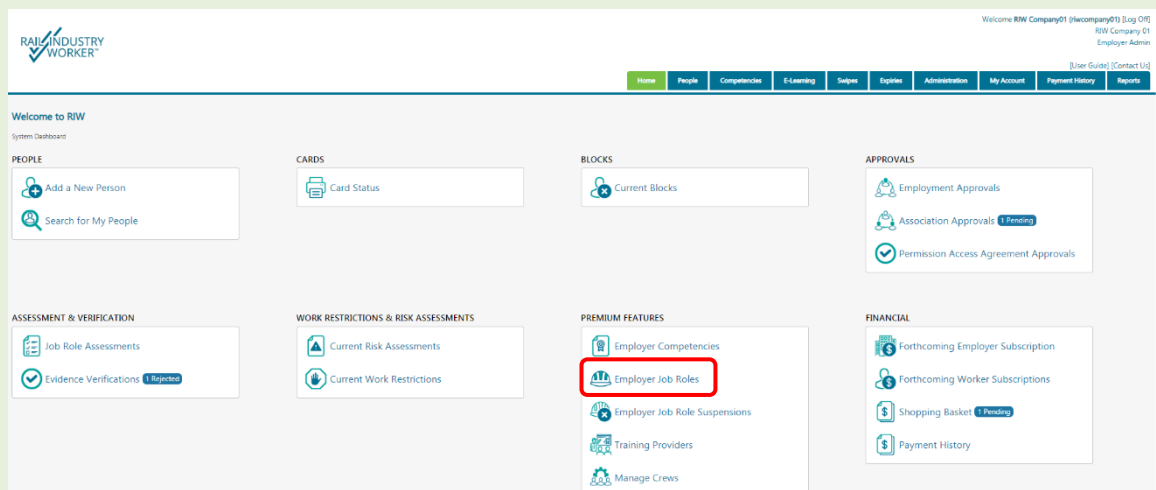 Welcome RIW Company01 (riwcompany01) [Log Off]
RIW Company 01
Employer Admin
RAIL INDUSTRY
WORKER™
[User Guide] [Contact Us]
Home People Competencies E-Learning Swipes Expiries Administration My Account Payment History Reports
Welcome to RIW
System Dashboard
PEOPLE
Add a New Person
Search for My People
CARDS
Card Status
BLOCKS
Current Blocks
APPROVALS
Employment Approvals
Association Approvals 1 Pending
Permission Access Agreement Approvals
ASSESSMENT & VERIFICATION
Job Role Assessments
Evidence Verifications 1 Rejected
WORK RESTRICTIONS & RISK ASSESSMENTS
Current Risk Assessments
Current Work Restrictions
PREMIUM FEATURES
Employer Competencies
Employer Job Roles
Employer Job Role Suspensions
Training Providers
Manage Crews
FINANCIAL
Forthcoming Employer Subscription
Forthcoming Worker Subscriptions
Shopping Basket 1 Pending
Payment History